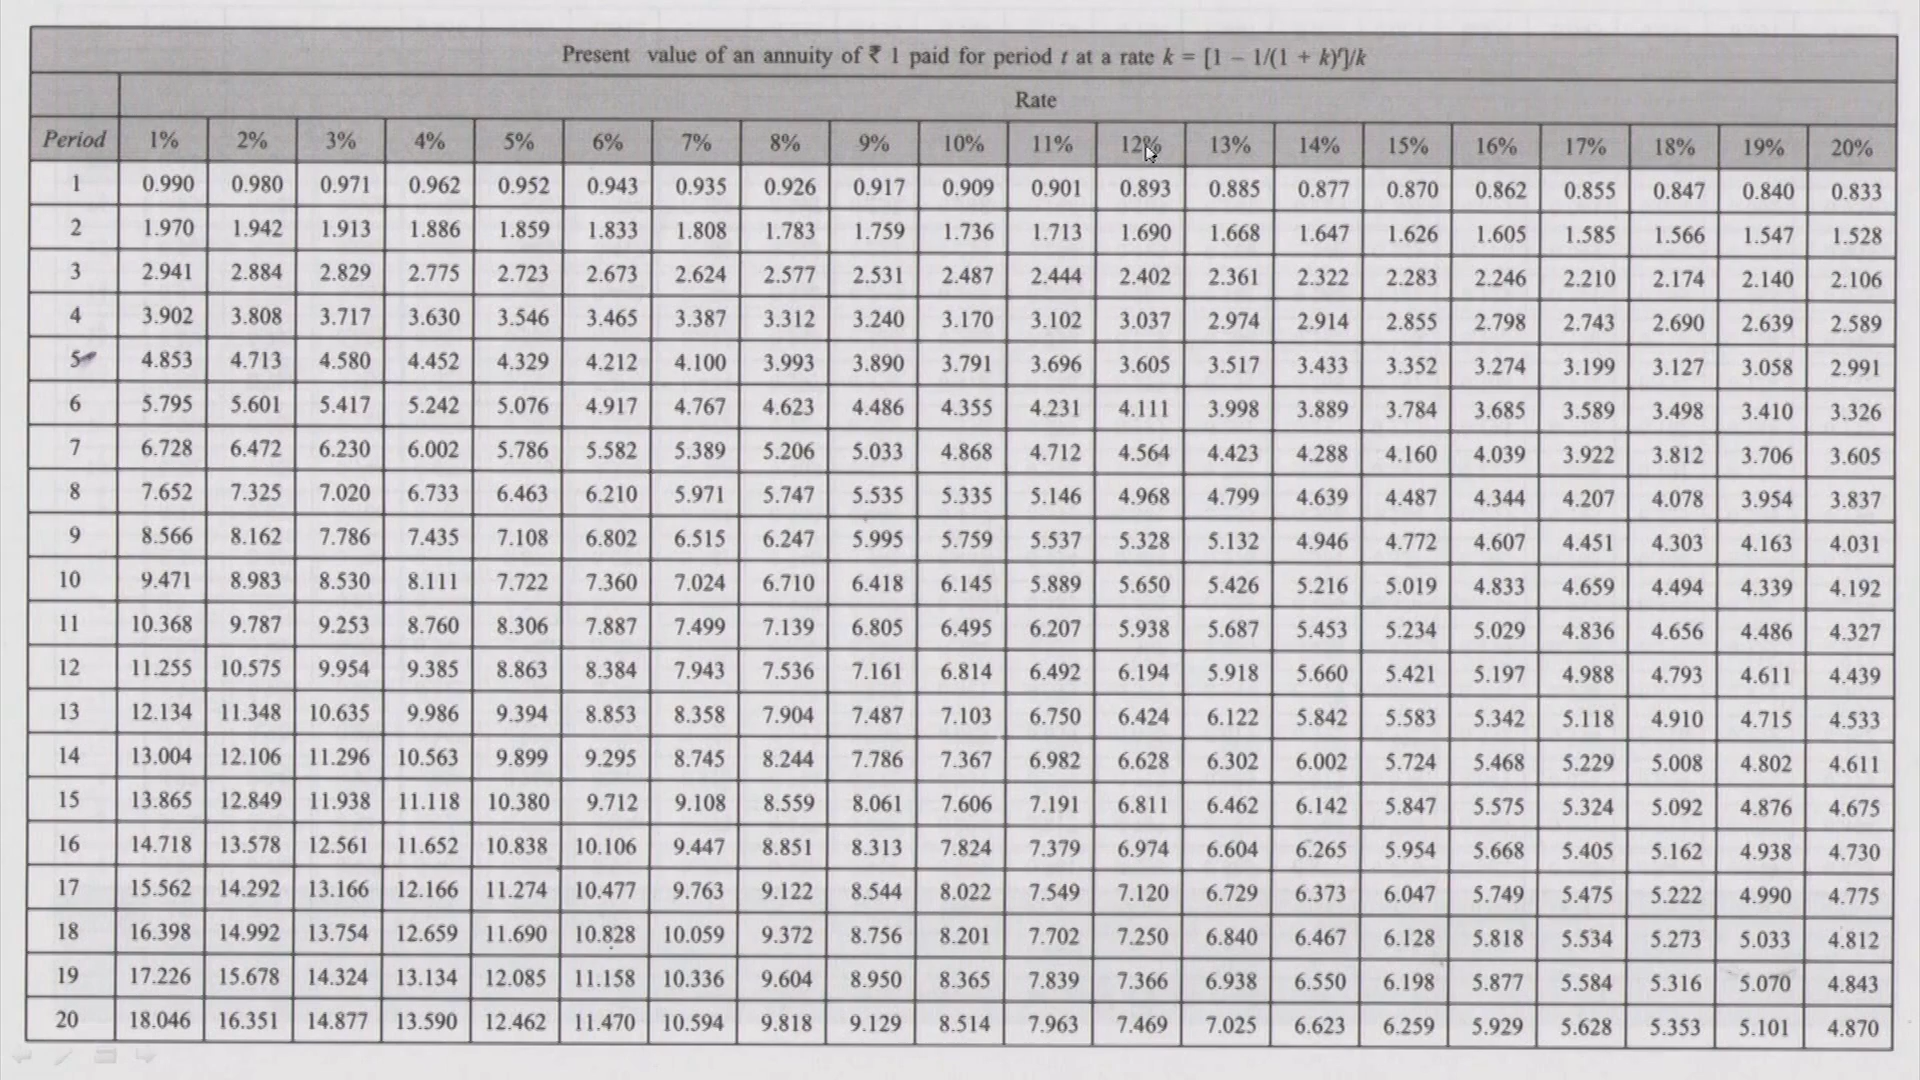 Present value of an annuity of ₹ 1 paid for period t at a rate k = [1 – 1/(1 + k)ᵗ]/k
Rate
Period 1% 2% 3% 4% 5% 6% 7% 8% 9% 10% 11% 12% 13% 14% 15% 16% 17% 18% 19% 20%
1 0.990 0.980 0.971 0.962 0.952 0.943 0.935 0.926 0.917 0.909 0.901 0.893 0.885 0.877 0.870 0.862 0.855 0.847 0.840 0.833
2 1.970 1.942 1.913 1.886 1.859 1.833 1.808 1.783 1.759 1.736 1.713 1.690 1.668 1.647 1.626 1.605 1.585 1.566 1.547 1.528
3 2.941 2.884 2.829 2.775 2.723 2.673 2.624 2.577 2.531 2.487 2.444 2.402 2.361 2.322 2.283 2.246 2.210 2.174 2.140 2.106
4 3.902 3.808 3.717 3.630 3.546 3.465 3.387 3.312 3.240 3.170 3.102 3.037 2.974 2.914 2.855 2.798 2.743 2.690 2.639 2.589
5 4.853 4.713 4.580 4.452 4.329 4.212 4.100 3.993 3.890 3.791 3.696 3.605 3.517 3.433 3.352 3.274 3.199 3.127 3.058 2.991
6 5.795 5.601 5.417 5.242 5.076 4.917 4.767 4.623 4.486 4.355 4.231 4.111 3.998 3.889 3.784 3.685 3.589 3.498 3.410 3.326
7 6.728 6.472 6.230 6.002 5.786 5.582 5.389 5.206 5.033 4.868 4.712 4.564 4.423 4.288 4.160 4.039 3.922 3.812 3.706 3.605
8 7.652 7.325 7.020 6.733 6.463 6.210 5.971 5.747 5.535 5.335 5.146 4.968 4.799 4.639 4.487 4.344 4.207 4.078 3.954 3.837
9 8.566 8.162 7.786 7.435 7.108 6.802 6.515 6.247 5.995 5.759 5.537 5.328 5.132 4.946 4.772 4.607 4.451 4.303 4.163 4.031
10 9.471 8.983 8.530 8.111 7.722 7.360 7.024 6.710 6.418 6.145 5.889 5.650 5.426 5.216 5.019 4.833 4.659 4.494 4.339 4.192
11 10.368 9.787 9.253 8.760 8.306 7.887 7.499 7.139 6.805 6.495 6.207 5.938 5.687 5.453 5.234 5.029 4.836 4.656 4.486 4.327
12 11.255 10.575 9.954 9.385 8.863 8.384 7.943 7.536 7.161 6.814 6.492 6.194 5.918 5.660 5.421 5.197 4.988 4.793 4.611 4.439
13 12.134 11.348 10.635 9.986 9.394 8.853 8.358 7.904 7.487 7.103 6.750 6.424 6.122 5.842 5.583 5.342 5.118 4.910 4.715 4.533
14 13.004 12.106 11.296 10.563 9.899 9.295 8.745 8.244 7.786 7.367 6.982 6.628 6.302 6.002 5.724 5.468 5.229 5.008 4.802 4.611
15 13.865 12.849 11.938 11.118 10.380 9.712 9.108 8.559 8.061 7.606 7.191 6.811 6.462 6.142 5.847 5.575 5.324 5.092 4.876 4.675
16 14.718 13.578 12.561 11.652 10.838 10.106 9.447 8.851 8.313 7.824 7.379 6.974 6.604 6.265 5.954 5.668 5.405 5.162 4.938 4.730
17 15.562 14.292 13.166 12.166 11.274 10.477 9.763 9.122 8.544 8.022 7.549 7.120 6.729 6.373 6.047 5.749 5.475 5.222 4.990 4.775
18 16.398 14.992 13.754 12.659 11.690 10.828 10.059 9.372 8.756 8.201 7.702 7.250 6.840 6.467 6.128 5.818 5.534 5.273 5.033 4.812
19 17.226 15.678 14.324 13.134 12.085 11.158 10.336 9.604 8.950 8.365 7.839 7.366 6.938 6.550 6.198 5.877 5.584 5.316 5.070 4.843
20 18.046 16.351 14.877 13.590 12.462 11.470 10.594 9.818 9.129 8.514 7.963 7.469 7.025 6.623 6.259 5.929 5.628 5.353 5.101 4.870